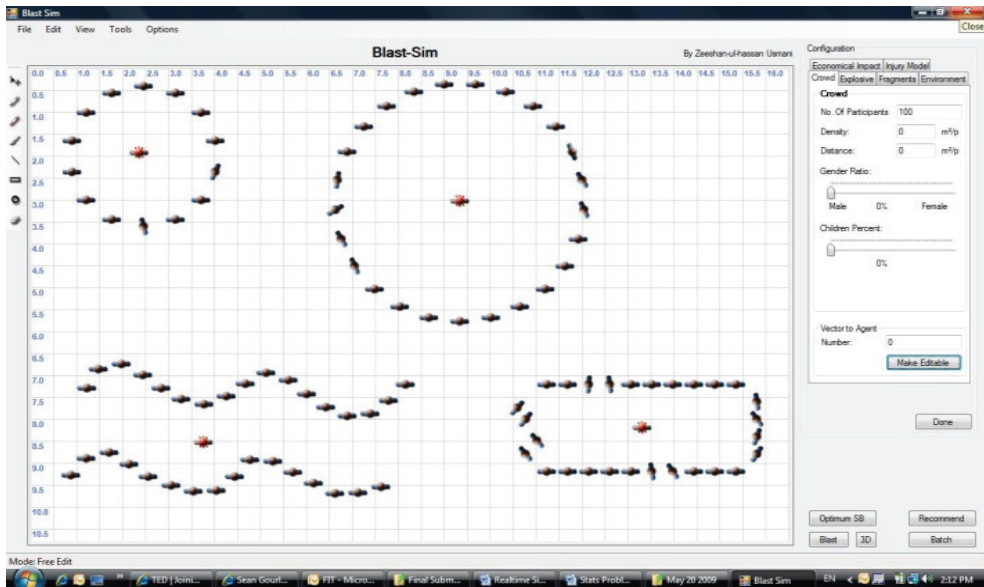 Blast Sim
Close
File Edit View Tools Options
Blast-Sim
By Zeeshan-ul-hassan Usmani
0.0 0.5 1.0 1.5 2.0 2.5 3.0 3.5 4.0 4.5 5.0 5.5 6.0 6.5 7.0 7.5 8.0 8.5 9.0 9.5 10.0 10.5 11.0 11.5 12.0 12.5 13.0 13.5 14.0 14.5 15.0 15.5 16.0
0.5
1.0
1.5
2.0
2.5
3.0
3.5
4.0
4.5
5.0
5.5
6.0
6.5
7.0
7.5
8.0
8.5
9.0
9.5
10.0
10.5
Configuration
Economical Impact Injury Model
Crowd Explosive Fragments Environment
Crowd
No. Of Participants 100
Density: 0 m²/p
Distance: 0 m²/p
Gender Ratio:
Male 0% Female
Children Percent:
0%
Vector to Agent
Number: 0
Make Editable
Done
Optimum SB Recommend
Blast 3D Batch
Mode: Free Edit
TED | Joini... Sean Gourl... FIT - Micro... Final Subm... Realtime Si... Stats Probl... May 20 2009 Blast Sim EN 2:12 PM